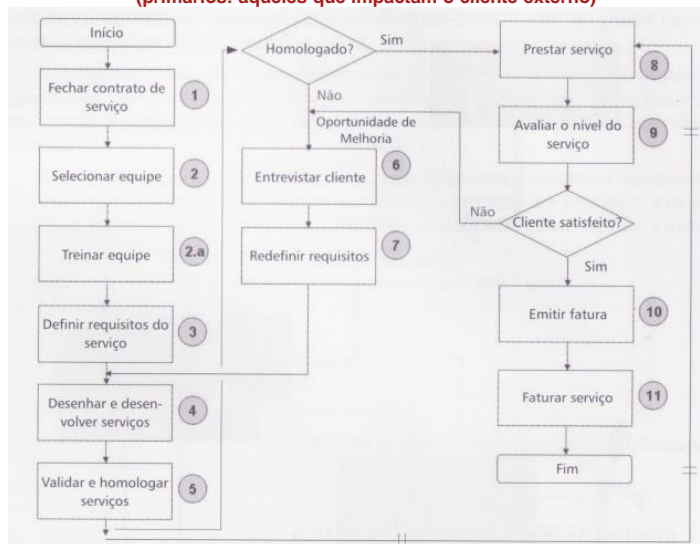 (primários: aqueles que impactam o cliente externo)
Início
Fechar contrato de
serviço
1
Selecionar equipe
2
Treinar equipe
2.a
Definir requisitos do
serviço
3
Desenhar e desen-
volver serviços
4
Validar e homologar
serviços
5
Homologado?
Sim
Não
Oportunidade de
Melhoria
Entrevistar cliente
6
Redefinir requisitos
7
Prestar serviço
8
Avaliar o nível do
serviço
9
Cliente satisfeito?
Não
Sim
Emitir fatura
10
Faturar serviço
11
Fim